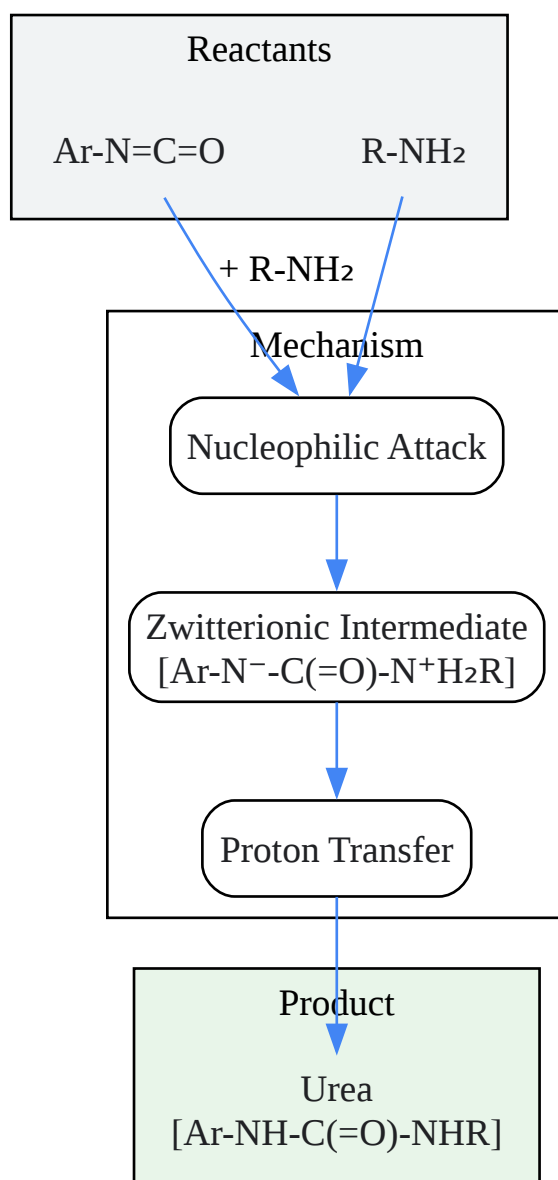 Reactants
Ar-N=C=O R-NH₂
+ R-NH₂
Mechanism
Nucleophilic Attack
Zwitterionic Intermediate
[Ar-N⁻-C(=O)-N⁺H₂R]
Proton Transfer
Product
Urea
[Ar-NH-C(=O)-NHR]